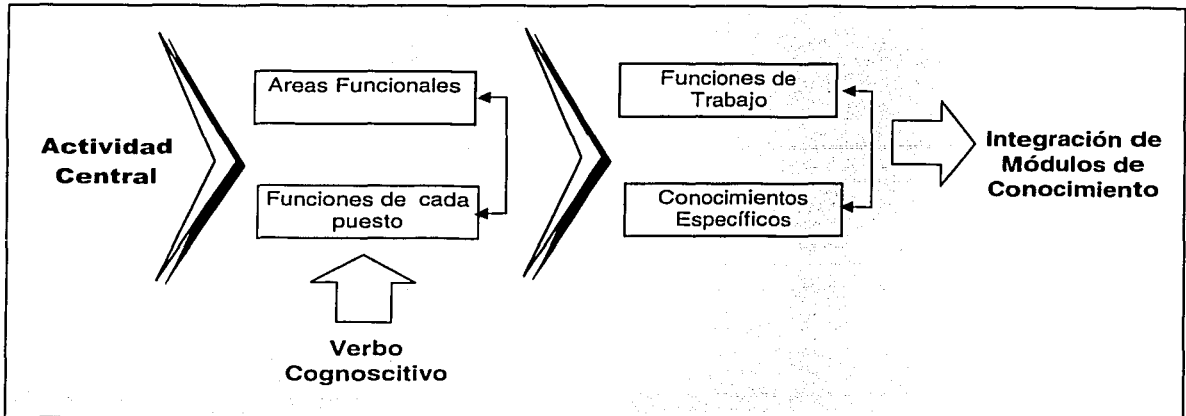 Actividad
Central
Areas Funcionales
Funciones de cada
puesto
Verbo
Cognoscitivo
Funciones de
Trabajo
Conocimientos
Específicos
Integración de
Módulos de
Conocimiento